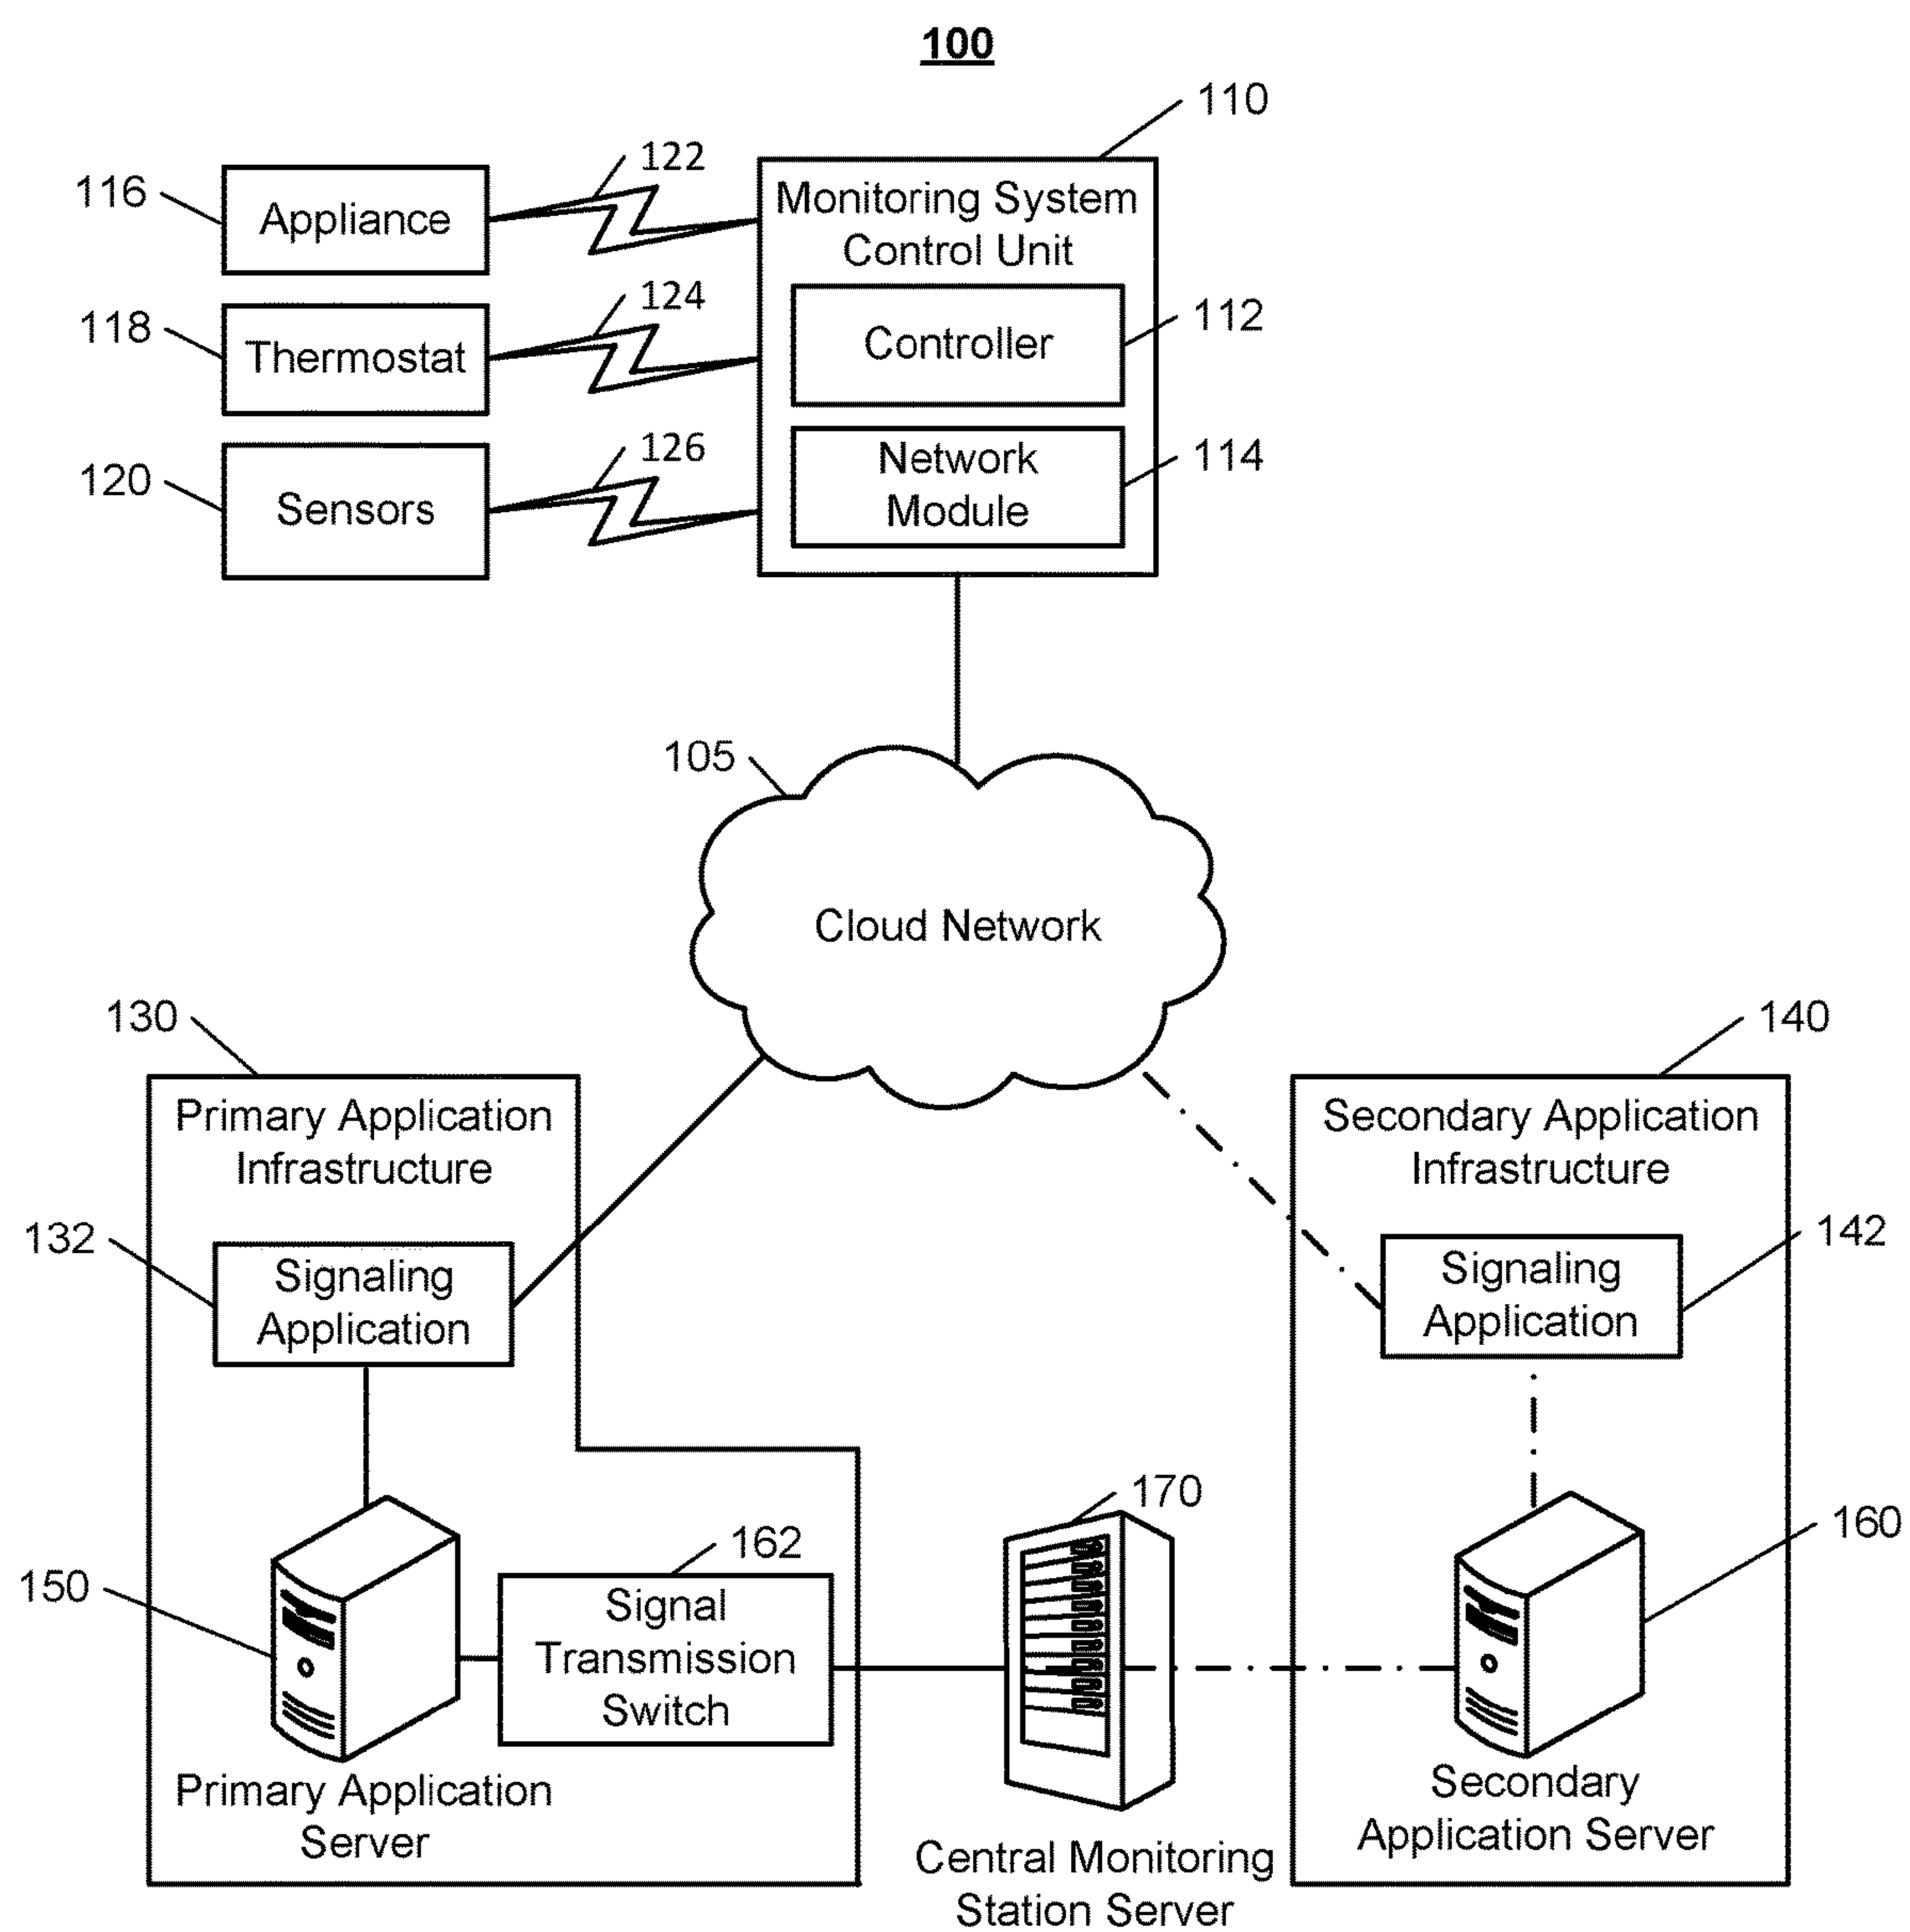 100
110
122
116
Appliance
Monitoring System
Control Unit
124
118
Thermostat
Controller
112
126
120
Sensors
Network
Module
114
105
Cloud Network
130
140
Primary Application
Infrastructure
Secondary Application
Infrastructure
132
Signaling
Application
142
Signaling
Application
170
162
160
150
Signal
Transmission
Switch
Primary Application
Server
Secondary
Application Server
Central Monitoring
Station Server